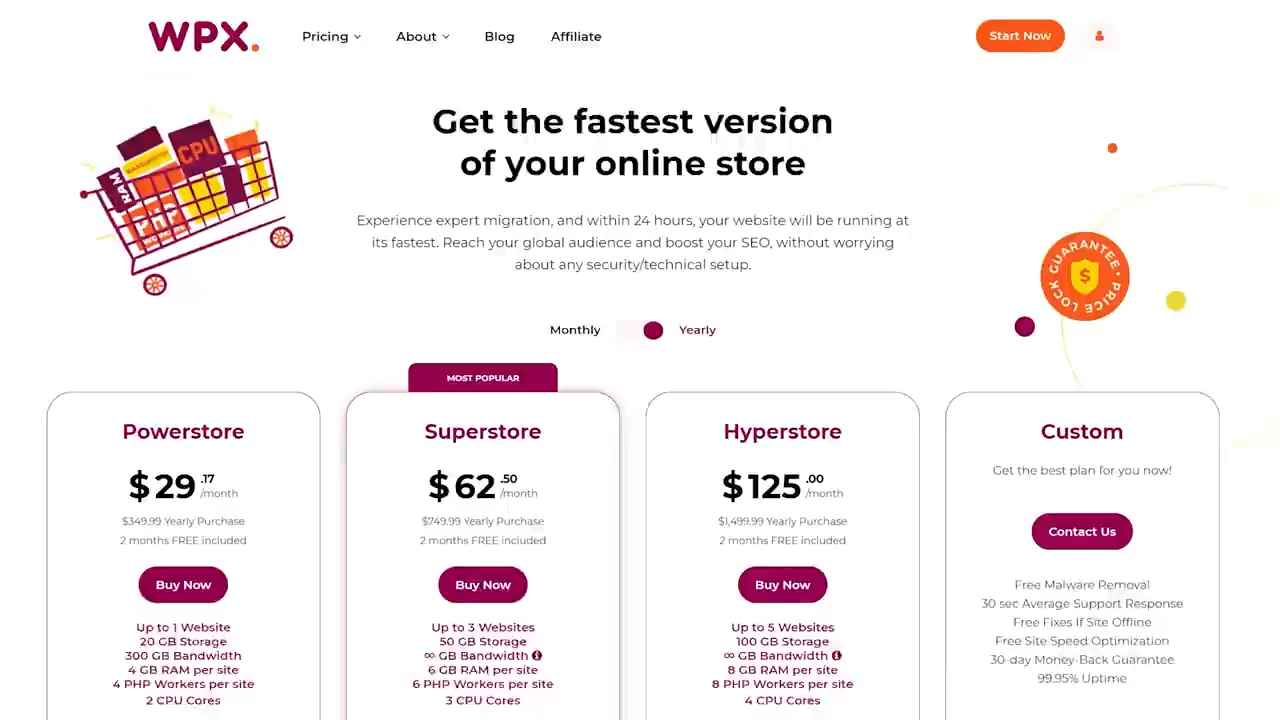 WPX.
Pricing
About
Blog
Affiliate
Start Now
Get the fastest version
of your online store
Experience expert migration, and within 24 hours, your website will be running at
its fastest. Reach your global audience and boost your SEO, without worrying
about any security/technical setup.
RAM
BANDWIDTH
CPU
PHP
GUARANTEE • PRICE LOCK
$
Monthly
Yearly
MOST POPULAR
Powerstore
$29.17
/month
$349.99 Yearly Purchase
2 months FREE included
Buy Now
Up to 1 Website
20 GB Storage
300 GB Bandwidth
4 GB RAM per site
4 PHP Workers per site
2 CPU Cores
Superstore
$62.50
/month
$749.99 Yearly Purchase
2 months FREE included
Buy Now
Up to 3 Websites
50 GB Storage
∞ GB Bandwidth
6 GB RAM per site
6 PHP Workers per site
3 CPU Cores
Hyperstore
$125.00
/month
$1,499.99 Yearly Purchase
2 months FREE included
Buy Now
Up to 5 Websites
100 GB Storage
∞ GB Bandwidth
8 GB RAM per site
8 PHP Workers per site
4 CPU Cores
Custom
Get the best plan for you now!
Contact Us
Free Malware Removal
30 sec Average Support Response
Free Fixes If Site Offline
Free Site Speed Optimization
30-day Money-Back Guarantee
99.95% Uptime